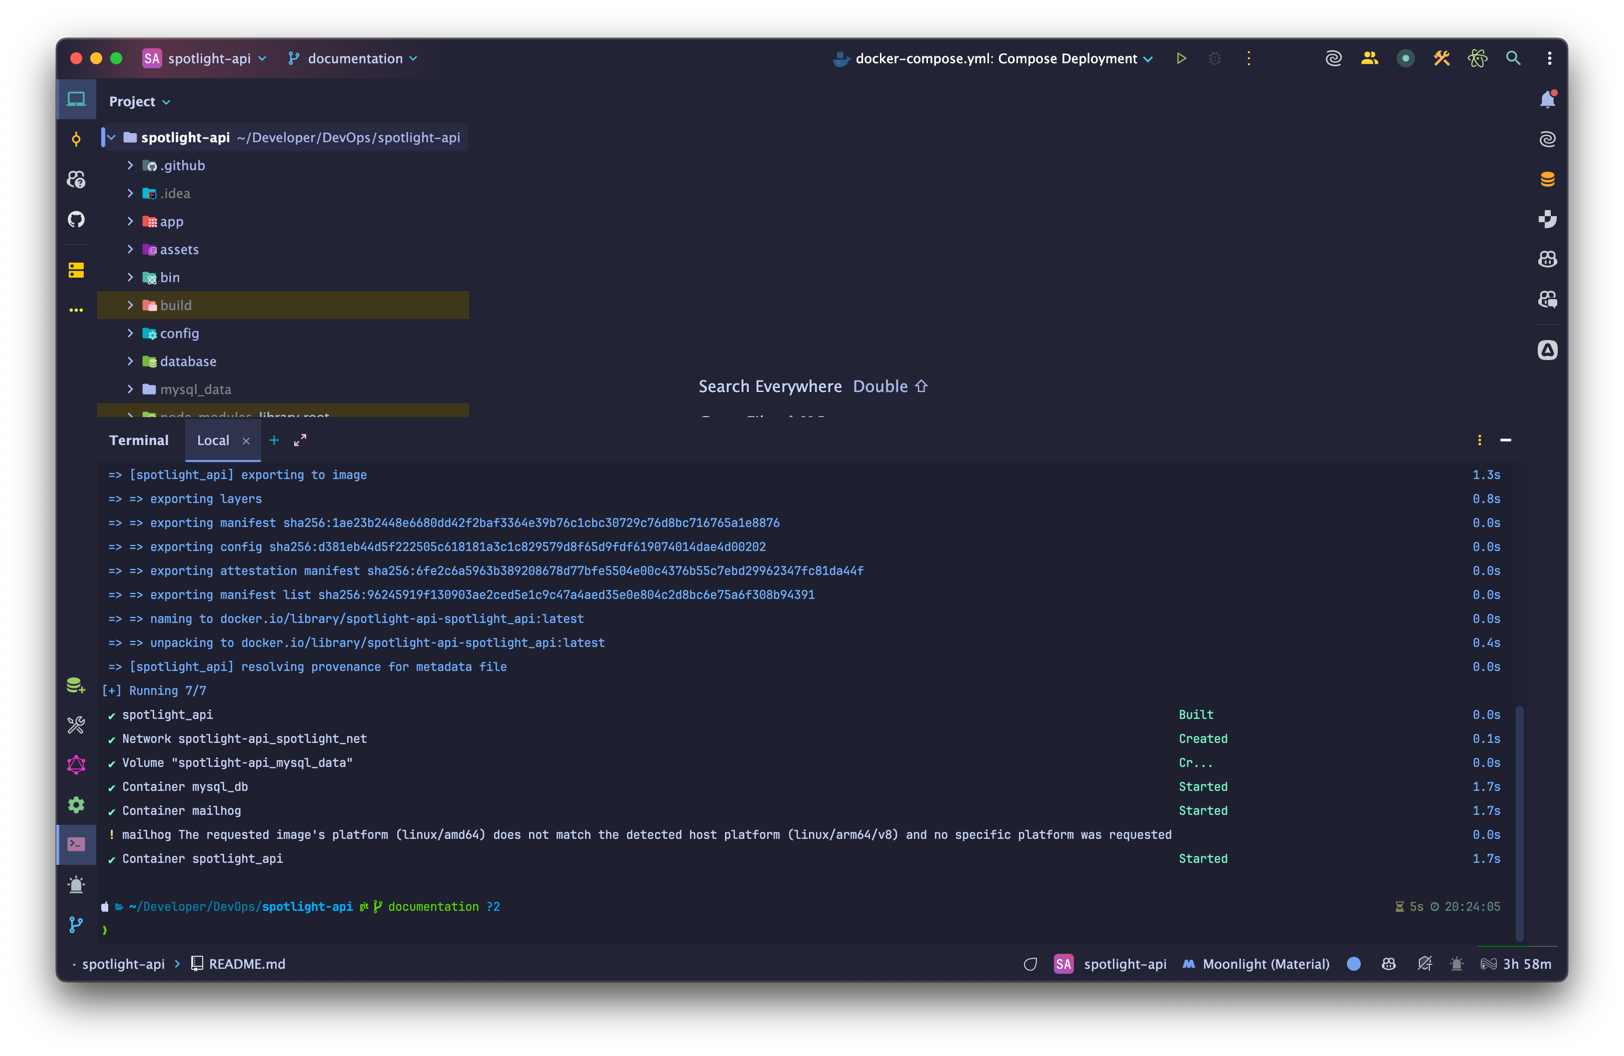 SA spotlight-api documentation docker-compose.yml: Compose Deployment
Project
spotlight-api ~/Developer/DevOps/spotlight-api
.github
.idea
app
assets
bin
build
config
database
mysql_data
node_modules library root
Search Everywhere Double ⇧
Terminal Local × +
=> [spotlight_api] exporting to image 1.3s
=> => exporting layers 0.8s
=> => exporting manifest sha256:1ae23b2448e6680dd42f2baf3364e39b76c1cbc30729c76d8bc716765a1e8876 0.0s
=> => exporting config sha256:d381eb44d5f222505c618181a3c1c829579d8f65d9fdf619074014dae4d00202 0.0s
=> => exporting attestation manifest sha256:6fe2c6a5963b389208678d77bfe5504e00c4376b55c7ebd29962347fc81da44f 0.0s
=> => exporting manifest list sha256:96245919f130903ae2ced5e1c9c47a4aed35e0e804c2d8bc6e75a6f308b94391 0.0s
=> => naming to docker.io/library/spotlight-api-spotlight_api:latest 0.0s
=> => unpacking to docker.io/library/spotlight-api-spotlight_api:latest 0.4s
=> [spotlight_api] resolving provenance for metadata file 0.0s
[+] Running 7/7
✔ spotlight_api Built 0.0s
✔ Network spotlight-api_spotlight_net Created 0.1s
✔ Volume "spotlight-api_mysql_data" Cr... 0.0s
✔ Container mysql_db Started 1.7s
✔ Container mailhog Started 1.7s
! mailhog The requested image's platform (linux/amd64) does not match the detected host platform (linux/arm64/v8) and no specific platform was requested 0.0s
✔ Container spotlight_api Started 1.7s
~/Developer/DevOps/spotlight-api git documentation ?2 5s 20:24:05
❯
spotlight-api > README.md SA spotlight-api Moonlight (Material) 3h 58m